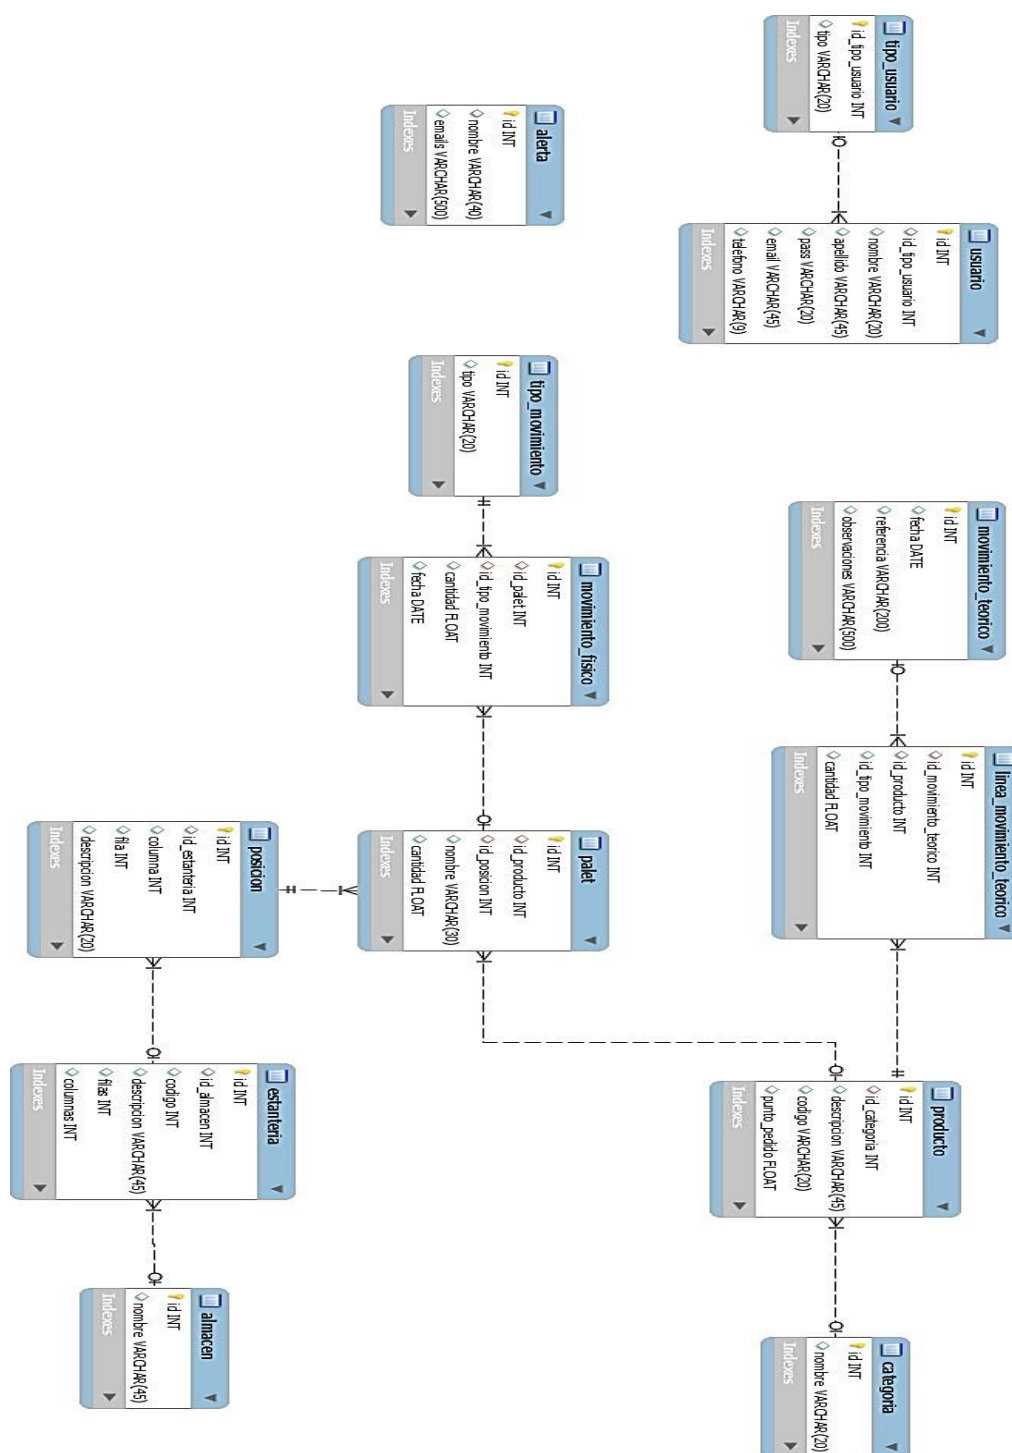 tipo_usuario
id_tipo_usuario INT
tipo VARCHAR(20)
Indexes
usuario
id INT
id_tipo_usuario INT
nombre VARCHAR(20)
apellido VARCHAR(45)
pass VARCHAR(20)
email VARCHAR(45)
telefono VARCHAR(9)
Indexes
alerta
id INT
nombre VARCHAR(40)
emails VARCHAR(500)
Indexes
tipo_movimiento
id INT
tipo VARCHAR(20)
Indexes
movimiento_teorico
id INT
fecha DATE
referencia VARCHAR(200)
observaciones VARCHAR(500)
Indexes
movimiento_fisico
id INT
id_palet INT
id_tipo_movimiento INT
cantidad FLOAT
fecha DATE
Indexes
linea_movimiento_teorico
id INT
id_movimiento_teorico INT
id_producto INT
id_tipo_movimiento INT
cantidad FLOAT
Indexes
palet
id INT
id_producto INT
id_posicion INT
nombre VARCHAR(30)
cantidad FLOAT
Indexes
posicion
id INT
id_estanteria INT
columna INT
fila INT
descripcion VARCHAR(20)
Indexes
producto
id INT
id_categoria INT
descripcion VARCHAR(45)
codigo VARCHAR(20)
punto_pedido FLOAT
Indexes
estanteria
id INT
id_almacen INT
codigo INT
descripcion VARCHAR(45)
filas INT
columnas INT
Indexes
almacen
id INT
nombre VARCHAR(45)
Indexes
categoria
id INT
nombre VARCHAR(20)
Indexes